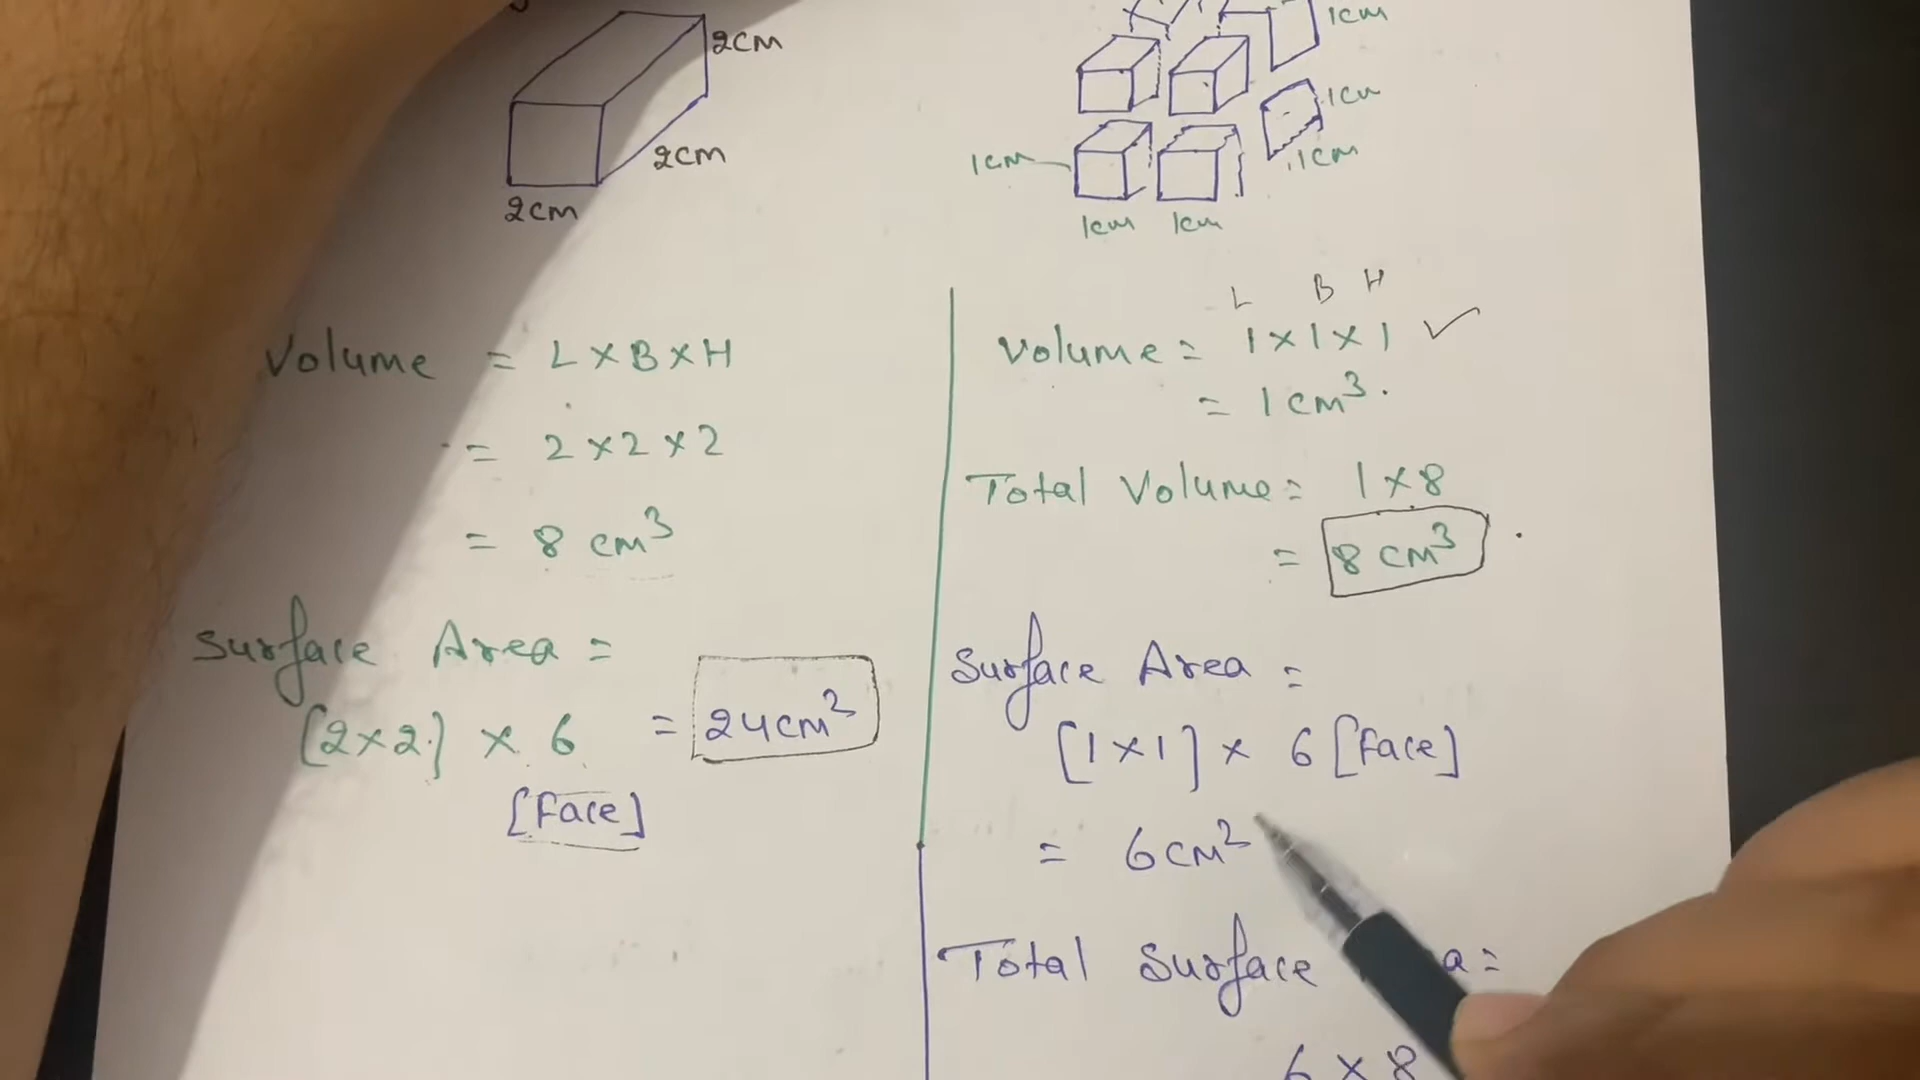 2cm
2cm
2cm
1cm
1cm
1cm
1cm
1cm
1cm
Volume = L × B × H
= 2 × 2 × 2
= 8 cm³
Surface Area =
[2×2] × 6 = 24cm²
[Face]
L B H
Volume = 1 × 1 × 1 ✓
= 1 cm³.
Total Volume = 1 × 8
= 8 cm³
Surface Area =
[1×1] × 6 [Face]
= 6cm²
Total Surface a =
6 × 8